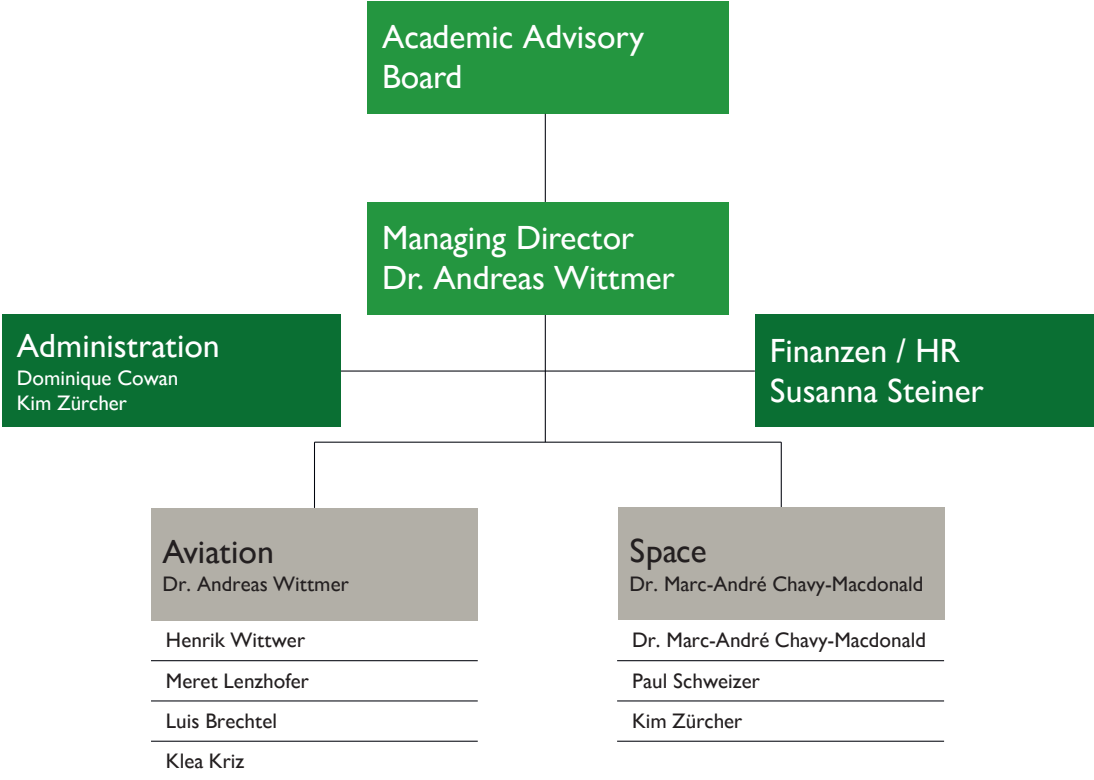 Academic Advisory
Board
Managing Director
Dr. Andreas Wittmer
Administration
Dominique Cowan
Kim Zürcher
Finanzen / HR
Susanna Steiner
Aviation
Dr. Andreas Wittmer
Henrik Wittwer
Meret Lenzhofer
Luis Brechtel
Klea Kriz
Space
Dr. Marc-André Chavy-Macdonald
Dr. Marc-André Chavy-Macdonald
Paul Schweizer
Kim Zürcher